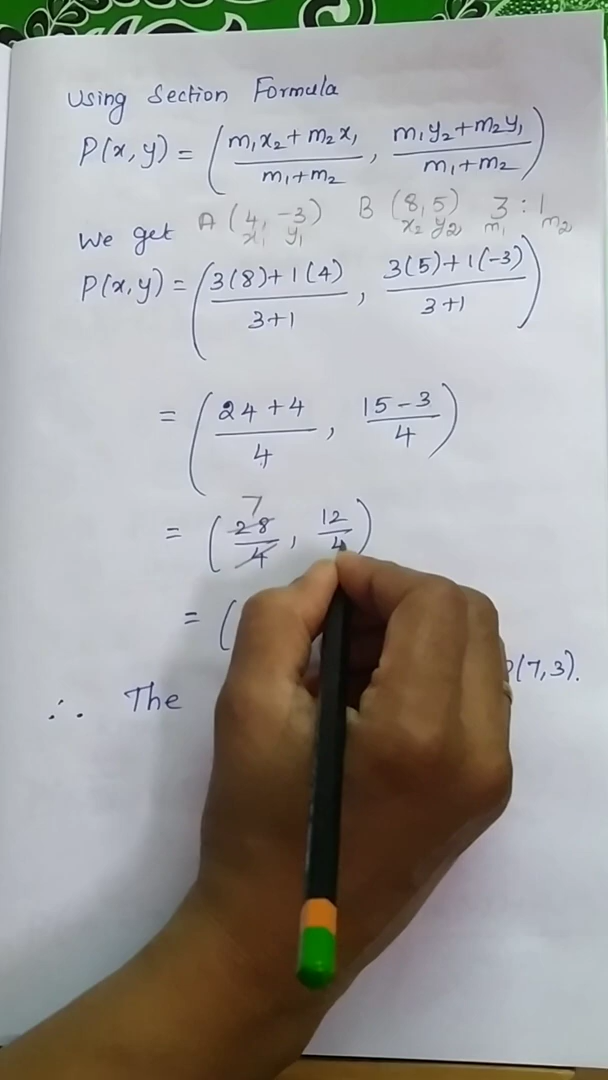 Using Section Formula
P(x, y) = ( m₁x₂ + m₂x₁ / m₁ + m₂ , m₁y₂ + m₂y₁ / m₁ + m₂ )
A (4, -3) B (8, 5) 3 : 1
x₁ y₁ x₂ y₂ m₁ m₂
We get
P(x, y) = ( 3(8) + 1(4) / 3+1 , 3(5) + 1(-3) / 3+1 )
= ( 24 + 4 / 4 , 15 - 3 / 4 )
7
= ( 28 / 4 , 12 / 4 )
= (
∴ The P(7, 3).